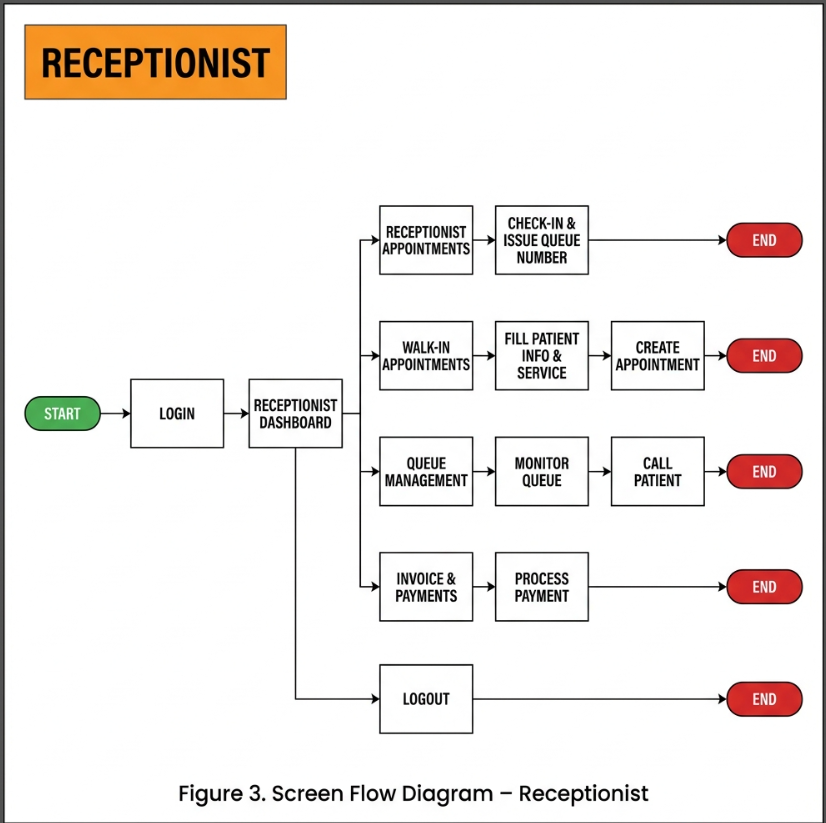 RECEPTIONIST
RECEPTIONIST
APPOINTMENTS
CHECK-IN &
ISSUE QUEUE
NUMBER
END
WALK-IN
APPOINTMENTS
FILL PATIENT
INFO &
SERVICE
CREATE
APPOINTMENT
END
START
LOGIN
RECEPTIONIST
DASHBOARD
QUEUE
MANAGEMENT
MONITOR
QUEUE
CALL
PATIENT
END
INVOICE &
PAYMENTS
PROCESS
PAYMENT
END
LOGOUT
END
Figure 3. Screen Flow Diagram – Receptionist